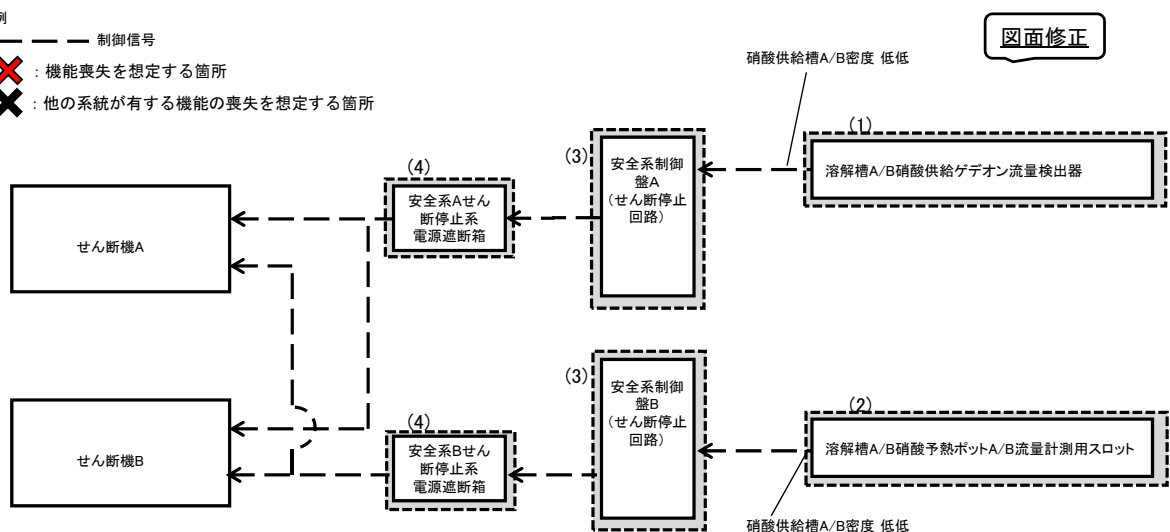 例
制御信号
：機能喪失を想定する箇所
：他の系統が有する機能の喪失を想定する箇所
図面修正
硝酸供給槽A/B密度 低低
(1)
溶解槽A/B硝酸供給ゲデオン流量検出器
(3)
安全系制御
盤A
(せん断停止
回路)
(4)
安全系Aせん
断停止系
電源遮断箱
せん断機A
(3)
安全系制御
盤B
(せん断停止
回路)
(2)
溶解槽A/B硝酸予熱ポットA/B流量計測用スロット
(4)
安全系Bせん
断停止系
電源遮断箱
せん断機B
硝酸供給槽A/B密度 低低